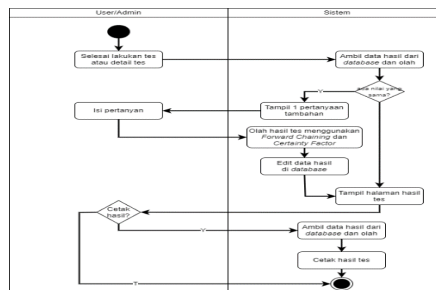 User/Admin
Sistem
Selesai lakukan tes
atau detail tes
Ambil data hasil dari
database dan olah
ada nilai yang
sama?
Y
Tampil 1 pertanyaan
tambahan
Isi pertanyan
Olah hasil tes menggunakan
Forward Chaining dan
Certainty Factor
Edit data hasil
di database
Tampil halaman hasil
tes
Cetak
hasil?
Y
Ambil data hasil dari
database dan olah
Cetak hasil tes
T